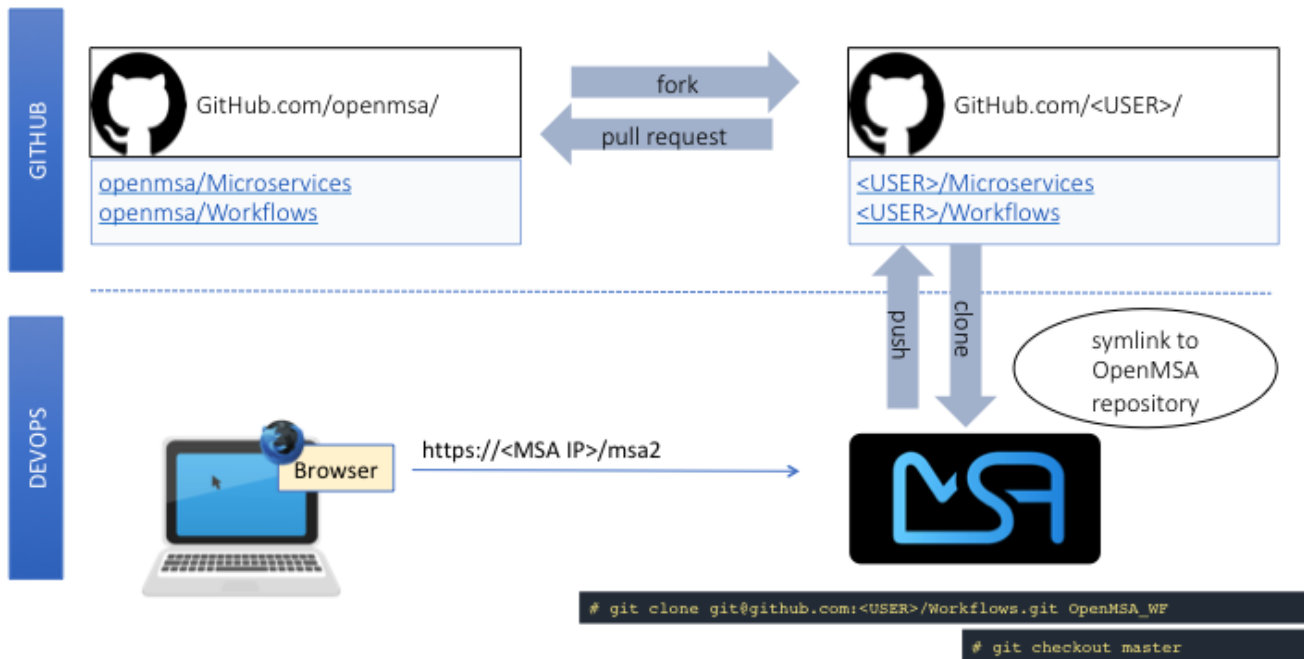 GITHUB
GitHub.com/openmsa/
fork
pull request
GitHub.com/<USER>/
openmsa/Microservices
openmsa/Workflows
<USER>/Microservices
<USER>/Workflows
push
clone
symlink to
OpenMSA
repository
DEVOPS
Browser
https://<MSA IP>/msa2
MSA
# git clone git@github.com:<USER>/Workflows.git OpenMSA_WF
# git checkout master